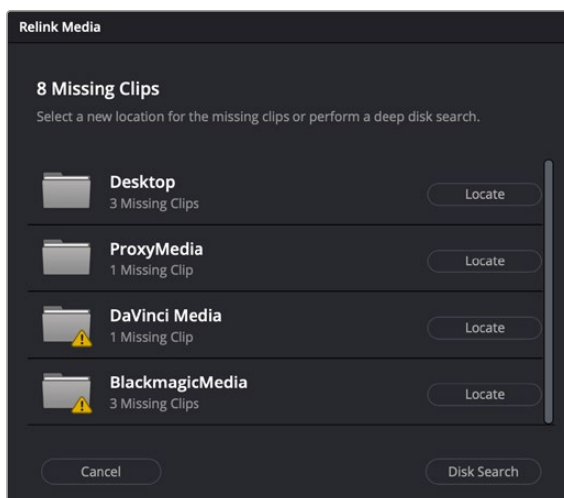 Relink Media
8 Missing Clips
Select a new location for the missing clips or perform a deep disk search.
Desktop
3 Missing Clips
Locate
ProxyMedia
1 Missing Clip
Locate
DaVinci Media
1 Missing Clip
Locate
BlackmagicMedia
3 Missing Clips
Locate
Cancel
Disk Search